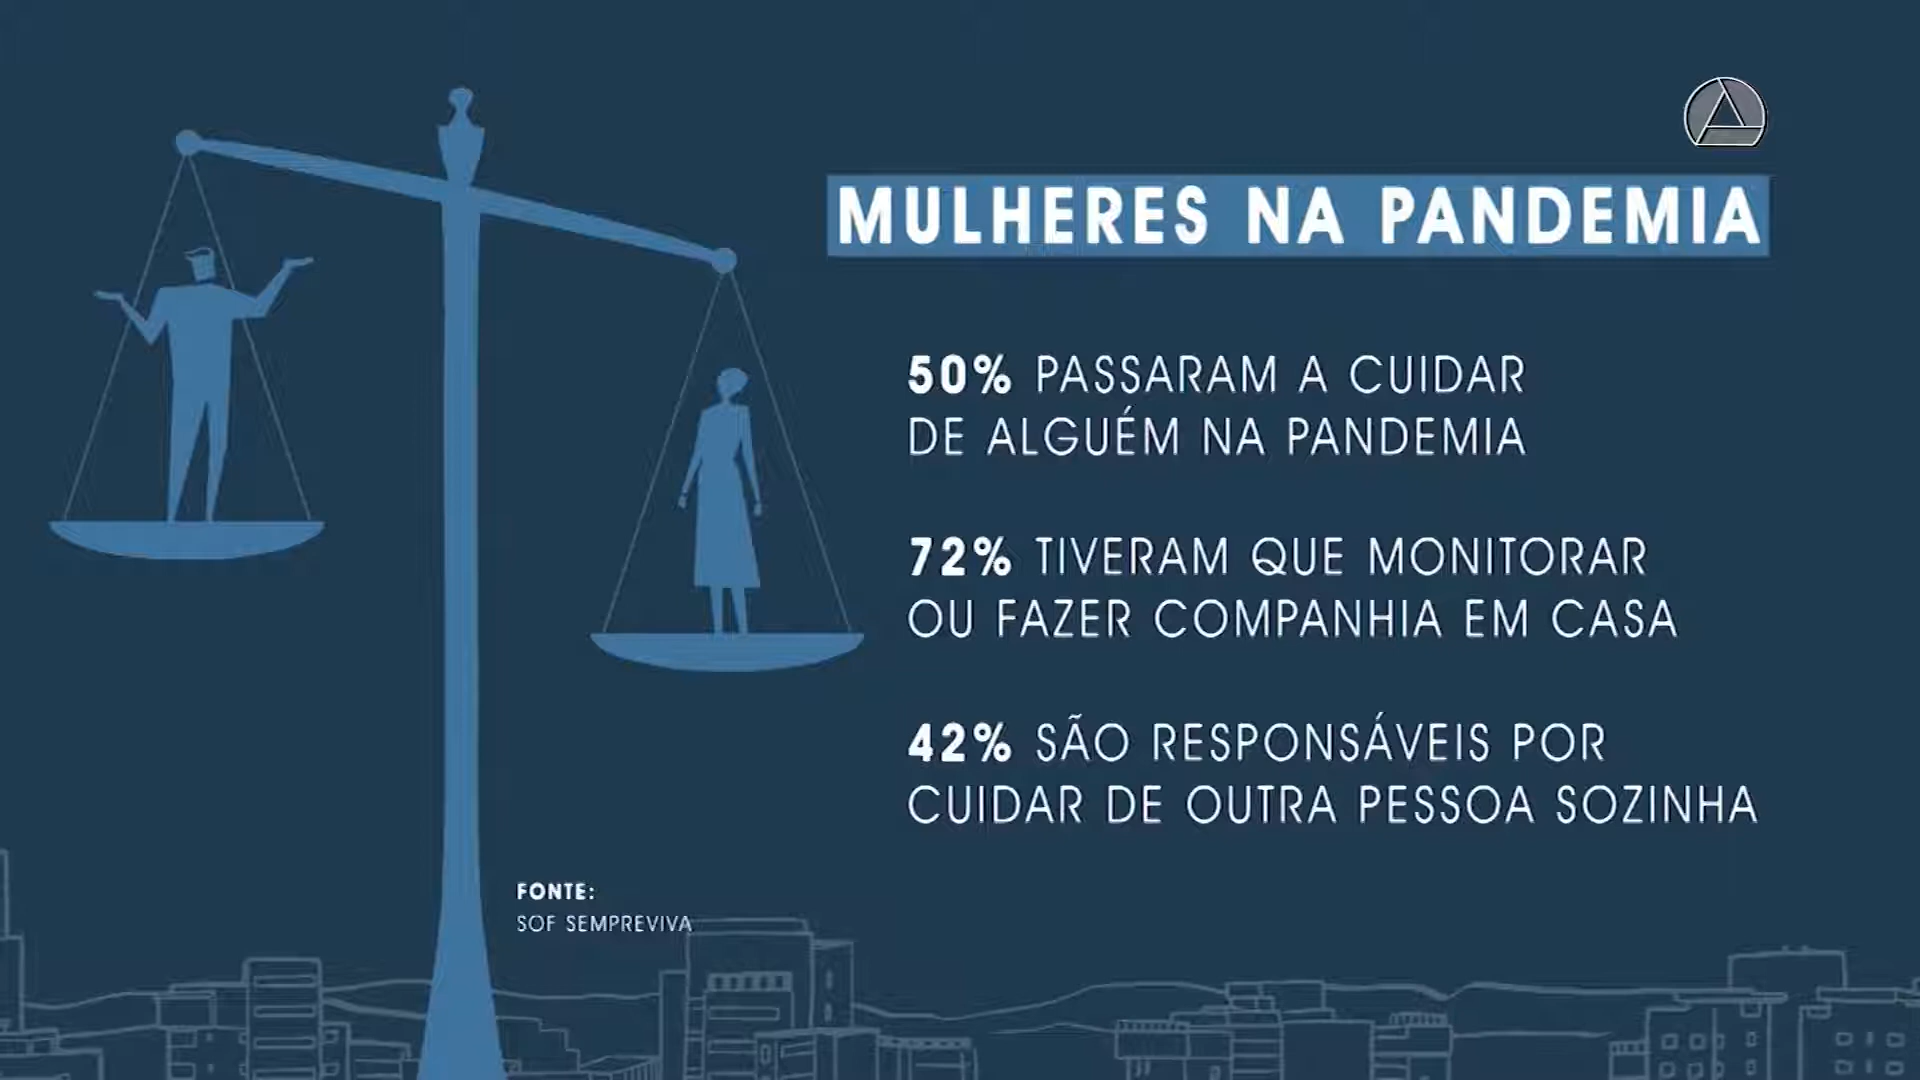 MULHERES NA PANDEMIA
50% PASSARAM A CUIDAR
DE ALGUÉM NA PANDEMIA
72% TIVERAM QUE MONITORAR
OU FAZER COMPANHIA EM CASA
42% SÃO RESPONSÁVEIS POR
CUIDAR DE OUTRA PESSOA SOZINHA
FONTE:
SOF SEMPREVIVA